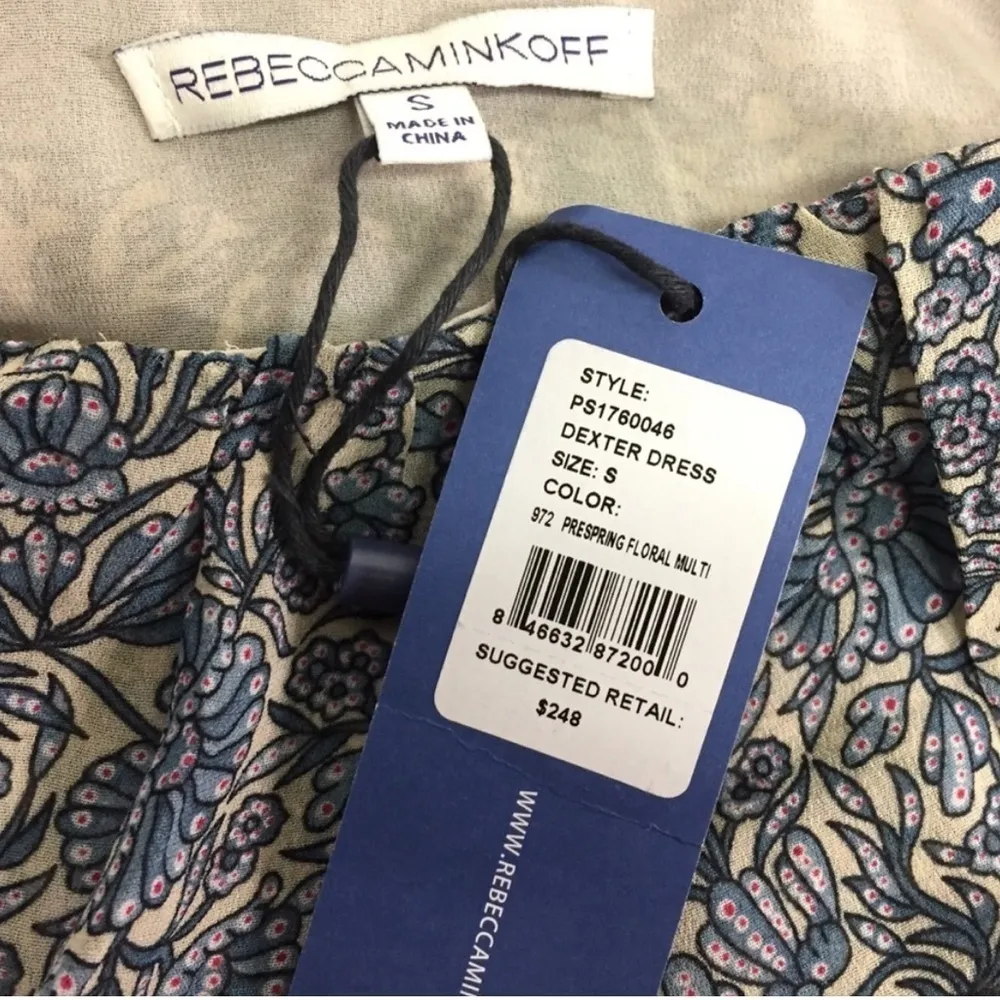 REBECCAMINKOFF
S
MADE IN
CHINA
STYLE:
PS1760046
DEXTER DRESS
SIZE: S
COLOR:
972 PRESPRING FLORAL MULTI
8 46632 87200 0
SUGGESTED RETAIL:
$248
WWW.REBECCAMIN